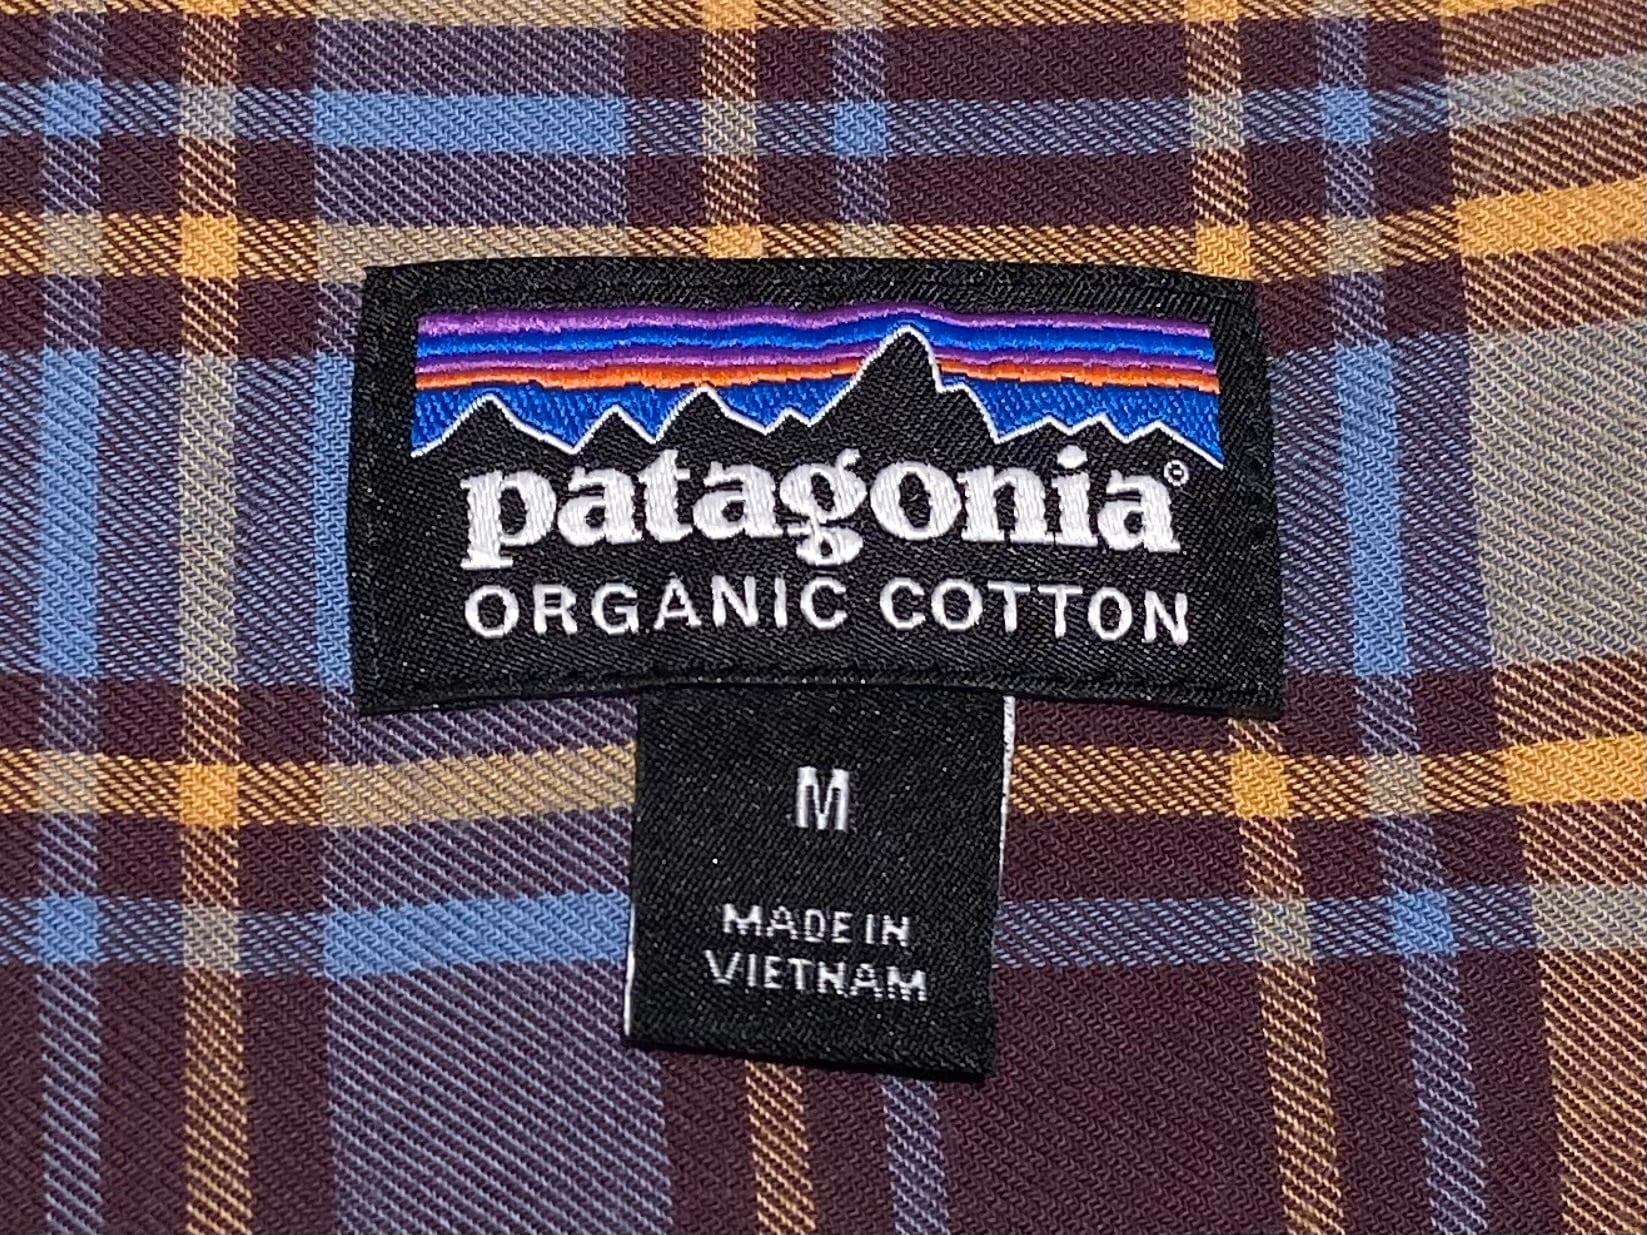 patagonia®
ORGANIC COTTON
M
MADE IN
VIETNAM